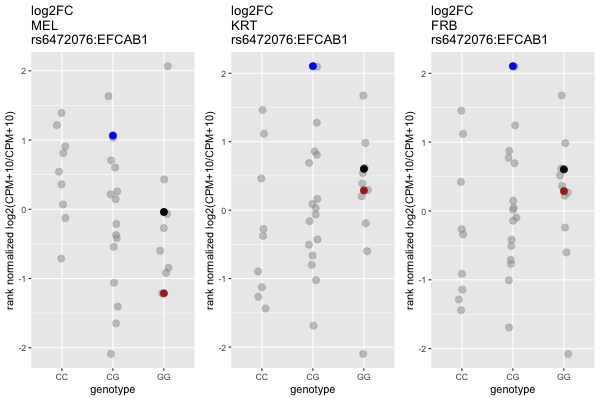 log2FC
MEL
rs6472076:EFCAB1
rank normalized log2(CPM+10/CPM+10)
2
1
0
-1
-2
CC
CG
GG
genotype
log2FC
KRT
rs6472076:EFCAB1
rank normalized log2(CPM+10/CPM+10)
2
1
0
-1
-2
CC
CG
GG
genotype
log2FC
FRB
rs6472076:EFCAB1
rank normalized log2(CPM+10/CPM+10)
2
1
0
-1
-2
CC
CG
GG
genotype